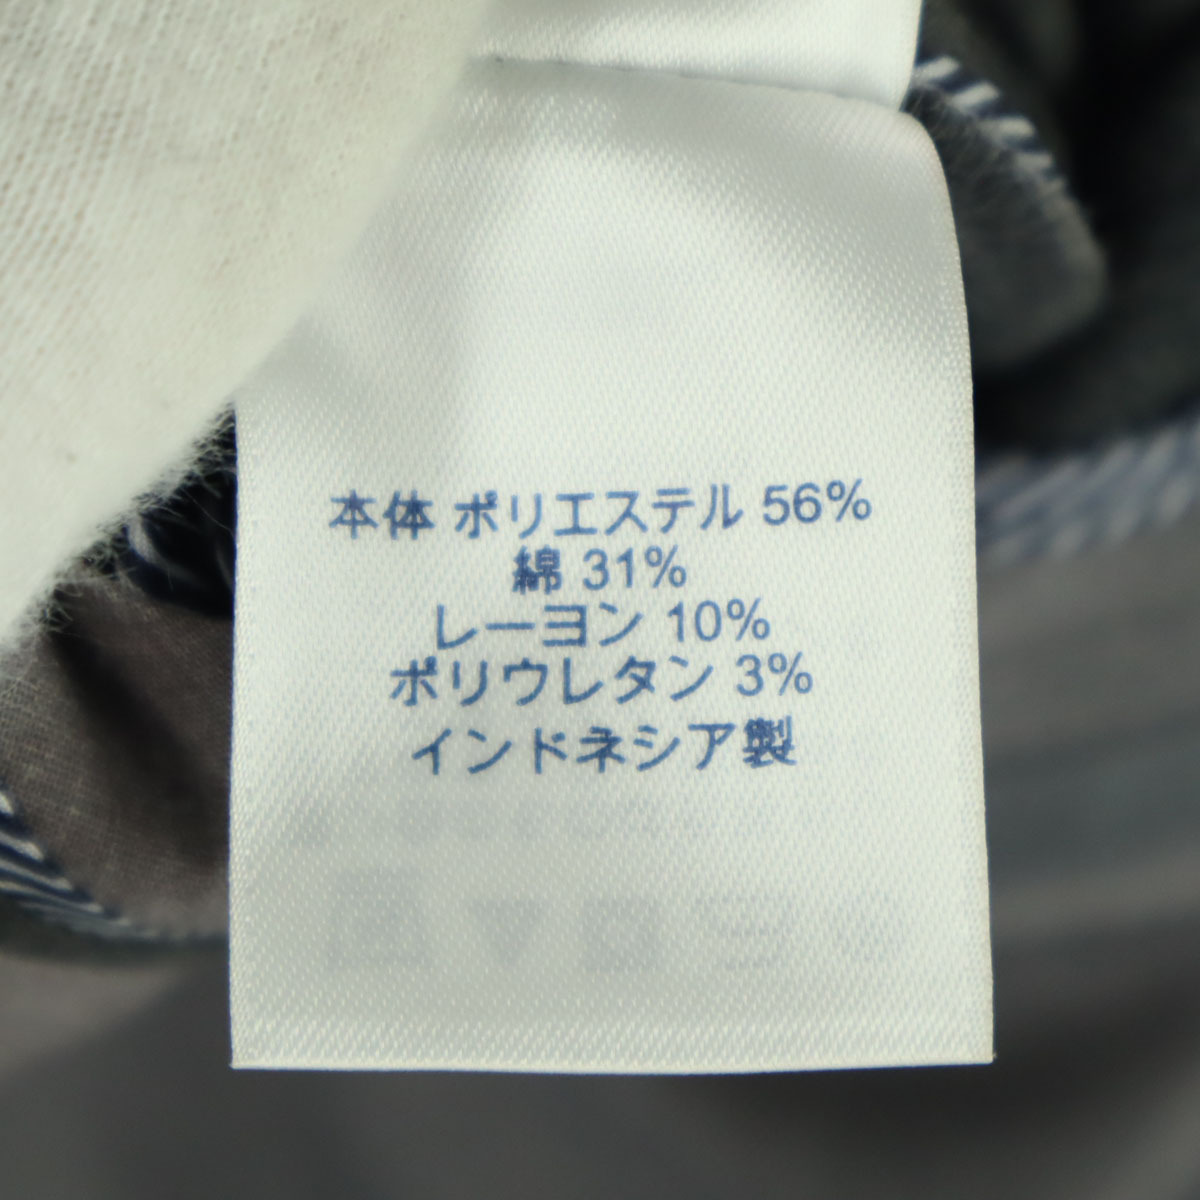 本体 ポリエステル 56%
綿 31%
レーヨン 10%
ポリウレタン 3%
インドネシア製